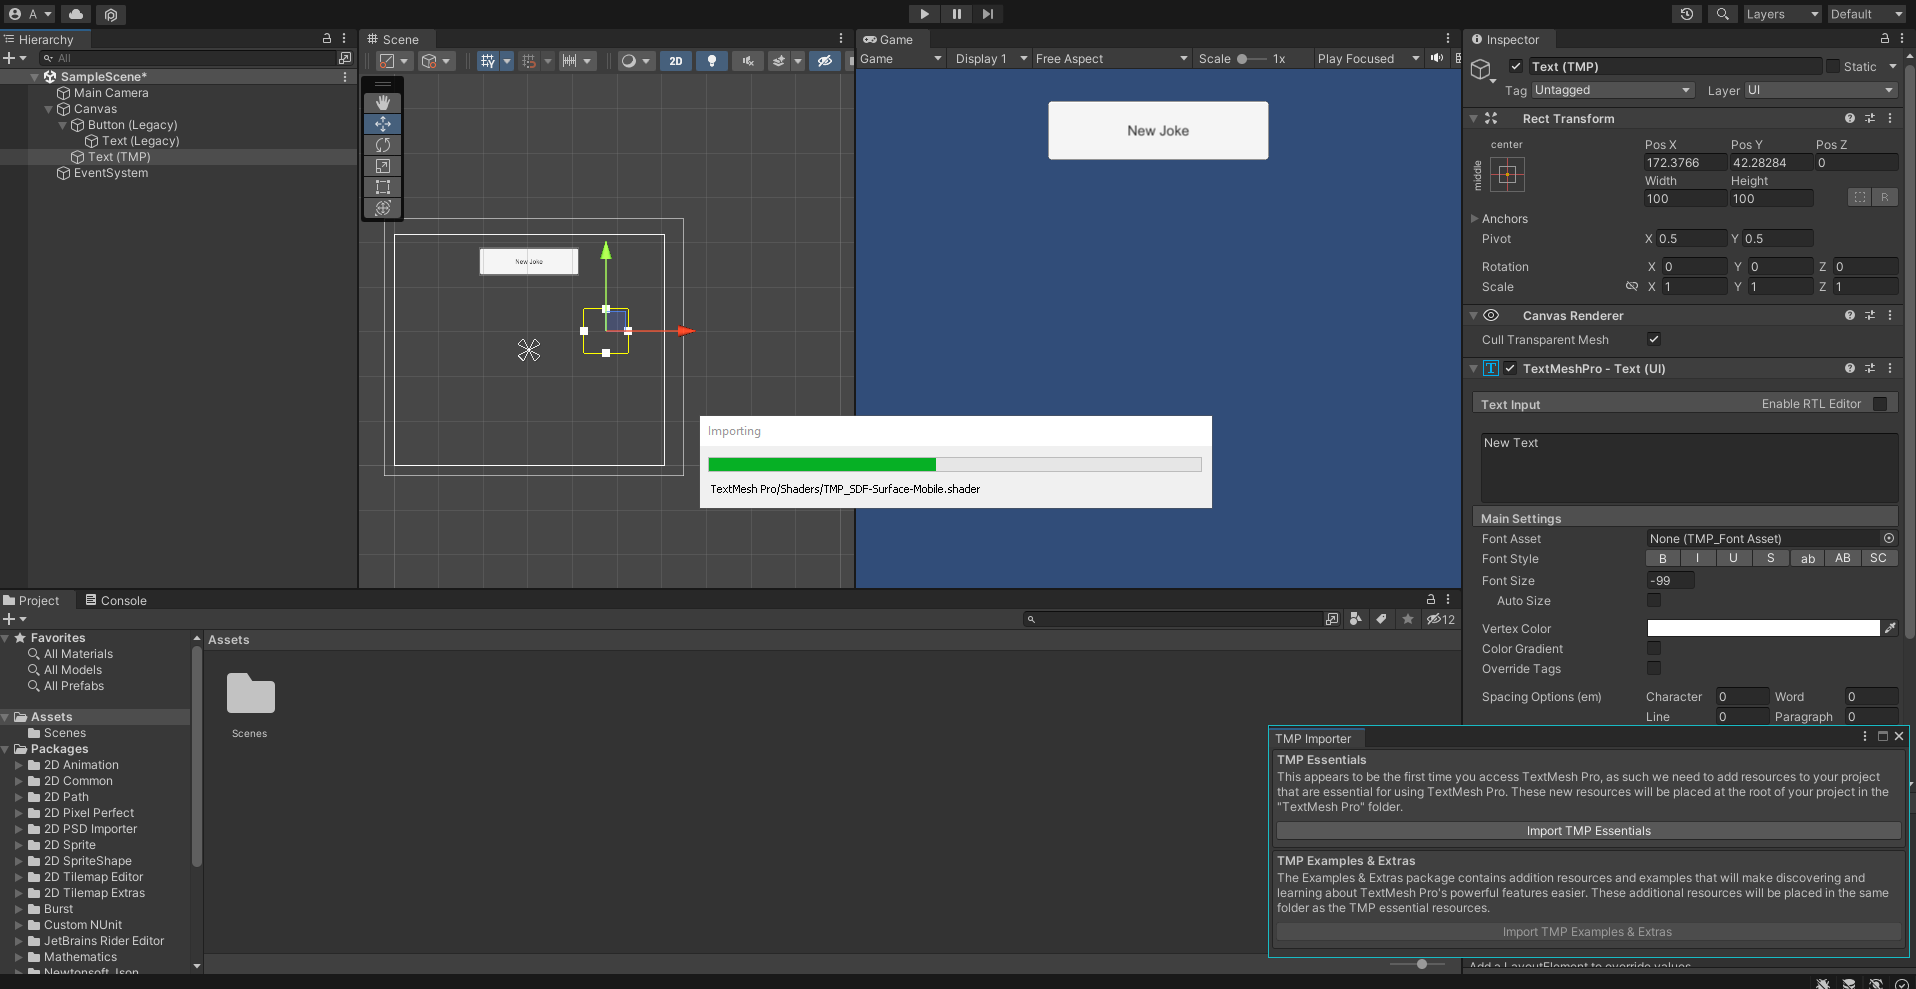 A
Layers
Default
Hierarchy
All
SampleScene*
Main Camera
Canvas
Button (Legacy)
Text (Legacy)
Text (TMP)
EventSystem
Scene
2D
New Joke
Game
Game
Display 1
Free Aspect
Scale
1x
Play Focused
New Joke
Importing
TextMesh Pro/Shaders/TMP_SDF-Surface-Mobile.shader
Inspector
Text (TMP)
Static
Tag
Untagged
Layer
UI
Rect Transform
center
middle
Pos X
Pos Y
Pos Z
172.3766
42.28284
0
Width
Height
100
100
R
Anchors
Pivot
X
0.5
Y
0.5
Rotation
X
0
Y
0
Z
0
Scale
X
1
Y
1
Z
1
Canvas Renderer
Cull Transparent Mesh
TextMeshPro - Text (UI)
Text Input
Enable RTL Editor
New Text
Main Settings
Font Asset
None (TMP_Font Asset)
Font Style
B
I
U
S
ab
AB
SC
Font Size
-99
Auto Size
Vertex Color
Color Gradient
Override Tags
Spacing Options (em)
Character
0
Word
0
Line
0
Paragraph
0
Add a LayoutElement to override values
Project
Console
12
Favorites
All Materials
All Models
All Prefabs
Assets
Scenes
Packages
2D Animation
2D Common
2D Path
2D Pixel Perfect
2D PSD Importer
2D Sprite
2D SpriteShape
2D Tilemap Editor
2D Tilemap Extras
Burst
Custom NUnit
JetBrains Rider Editor
Mathematics
Newtonsoft Json
Assets
Scenes
TMP Importer
TMP Essentials
This appears to be the first time you access TextMesh Pro, as such we need to add resources to your project
that are essential for using TextMesh Pro. These new resources will be placed at the root of your project in the
"TextMesh Pro" folder.
Import TMP Essentials
TMP Examples & Extras
The Examples & Extras package contains addition resources and examples that will make discovering and
learning about TextMesh Pro's powerful features easier. These additional resources will be placed in the same
folder as the TMP essential resources.
Import TMP Examples & Extras